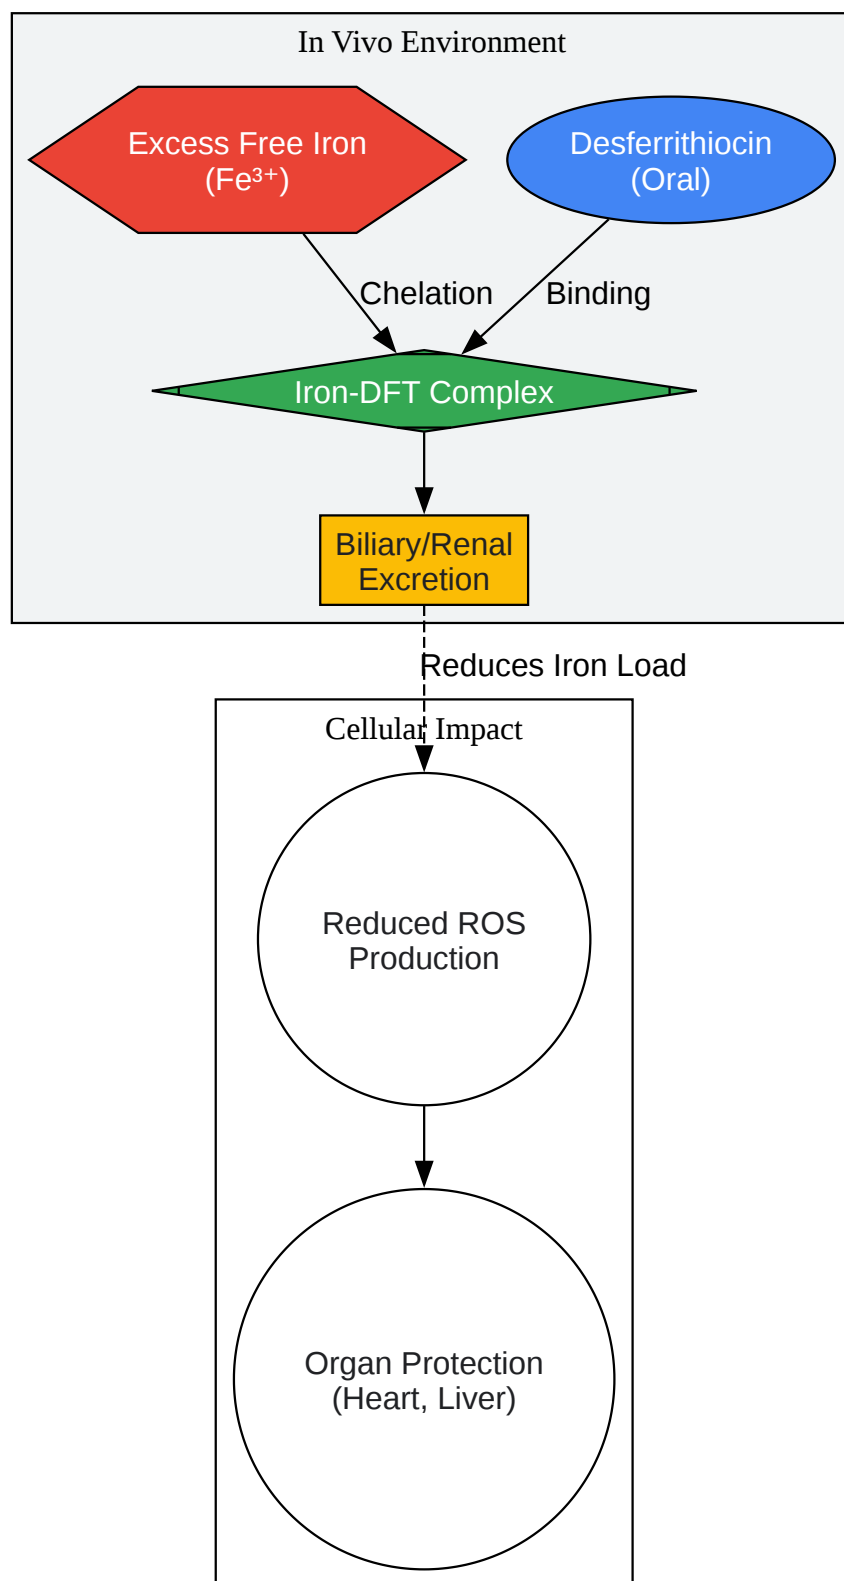 In Vivo Environment
Excess Free Iron
(Fe³⁺)
Desferrithiocin
(Oral)
Chelation
Binding
Iron-DFT Complex
Biliary/Renal
Excretion
Reduces Iron Load
Cellular Impact
Reduced ROS
Production
Organ Protection
(Heart, Liver)